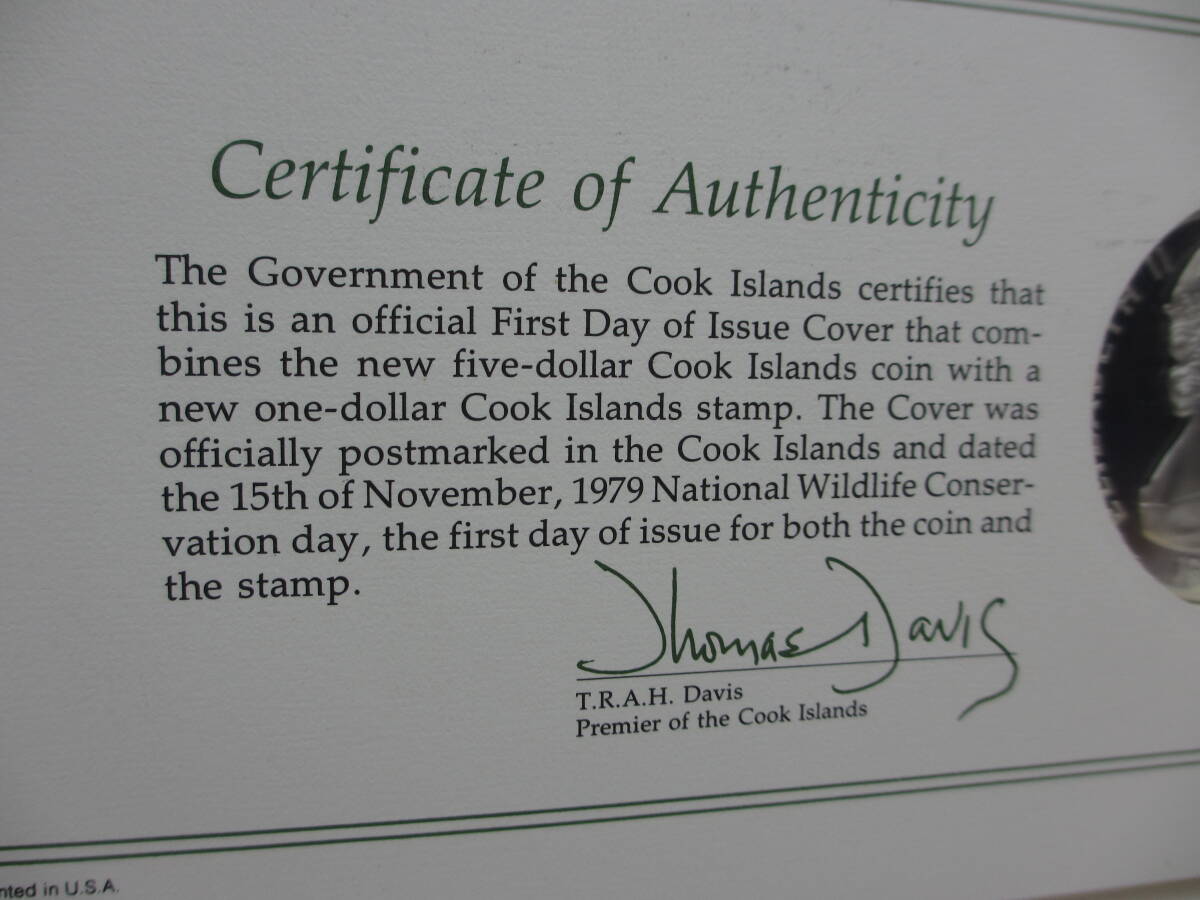 Certificate of Authenticity
The Government of the Cook Islands certifies that
this is an official First Day of Issue Cover that com-
bines the new five-dollar Cook Islands coin with a
new one-dollar Cook Islands stamp. The Cover was
officially postmarked in the Cook Islands and dated
the 15th of November, 1979 National Wildlife Conser-
vation day, the first day of issue for both the coin and
the stamp.
Thomas Davis
T.R.A.H. Davis
Premier of the Cook Islands
nted in U.S.A.